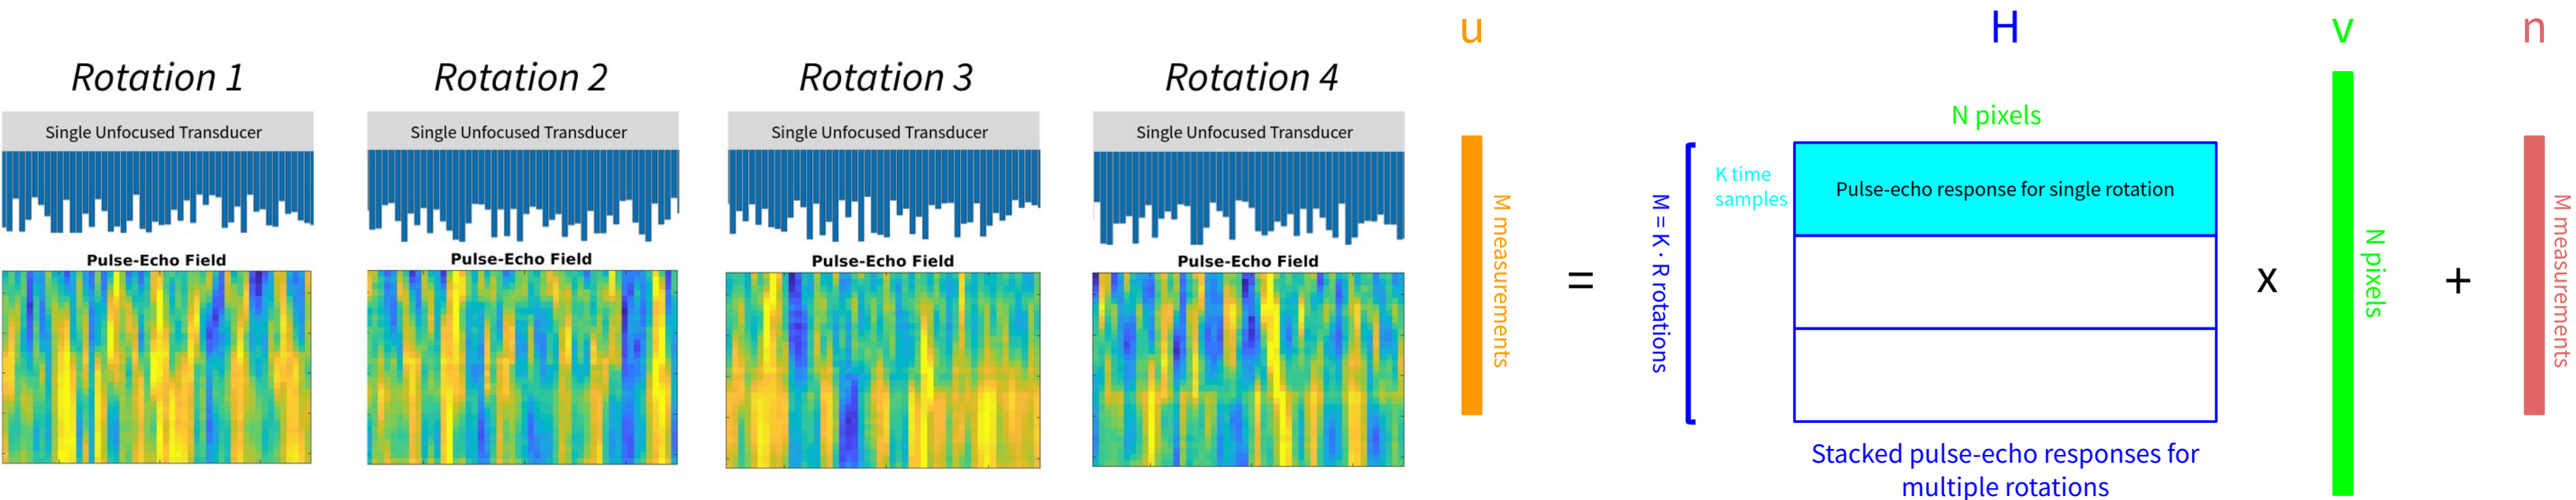 Rotation 1
Single Unfocused Transducer
Pulse-Echo Field
Rotation 2
Single Unfocused Transducer
Pulse-Echo Field
Rotation 3
Single Unfocused Transducer
Pulse-Echo Field
Rotation 4
Single Unfocused Transducer
Pulse-Echo Field
u
M measurements
=
H
N pixels
M = K · R rotations
K time
samples
Pulse-echo response for single rotation
Stacked pulse-echo responses for
multiple rotations
x
v
N pixels
+
n
M measurements